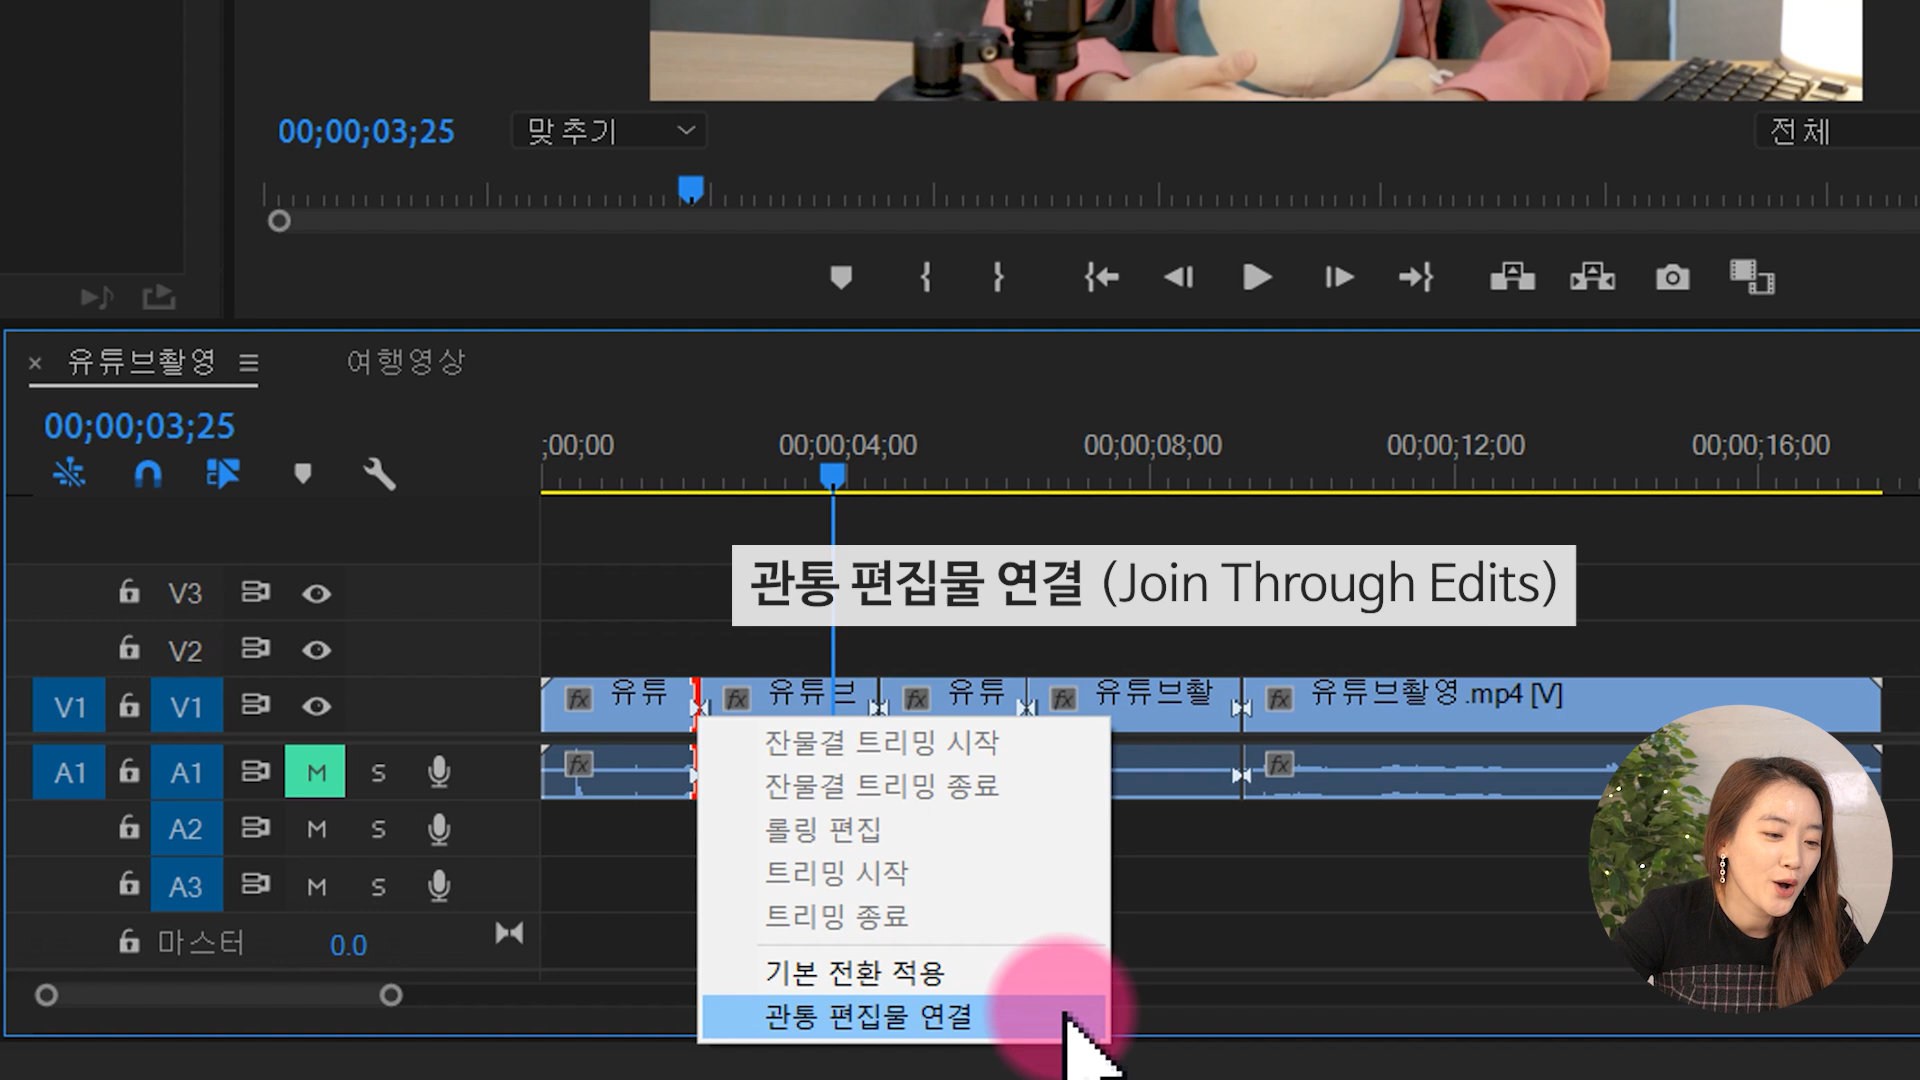 00;00;03;25
맞추기
전체
× 유튜브촬영
여행영상
00;00;03;25
;00;00
00;00;04;00
00;00;08;00
00;00;12;00
00;00;16;00
관통 편집물 연결 (Join Through Edits)
V3
V2
V1 V1
fx 유튜
fx 유튜브
fx 유튜
fx 유튜브촬
fx 유튜브촬영.mp4 [V]
A1 A1 M S
fx
fx
A2 M S
A3 M S
마스터 0.0
잔물결 트리밍 시작
잔물결 트리밍 종료
롤링 편집
트리밍 시작
트리밍 종료
기본 전환 적용
관통 편집물 연결